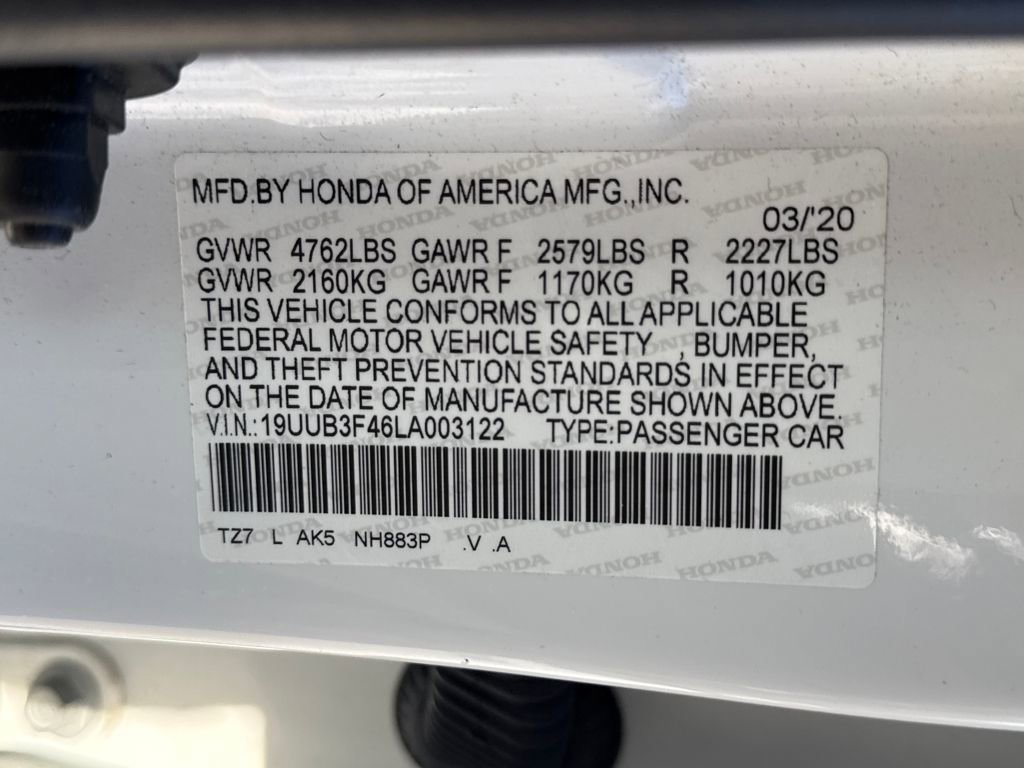 MFD.BY HONDA OF AMERICA MFG.,INC.
03/'20
GVWR 4762LBS GAWR F 2579LBS R 2227LBS
GVWR 2160KG GAWR F 1170KG R 1010KG
THIS VEHICLE CONFORMS TO ALL APPLICABLE
FEDERAL MOTOR VEHICLE SAFETY , BUMPER,
AND THEFT PREVENTION STANDARDS IN EFFECT
ON THE DATE OF MANUFACTURE SHOWN ABOVE.
V.I.N.:19UUB3F46LA003122 TYPE:PASSENGER CAR
TZ7 L AK5 NH883P .V .A